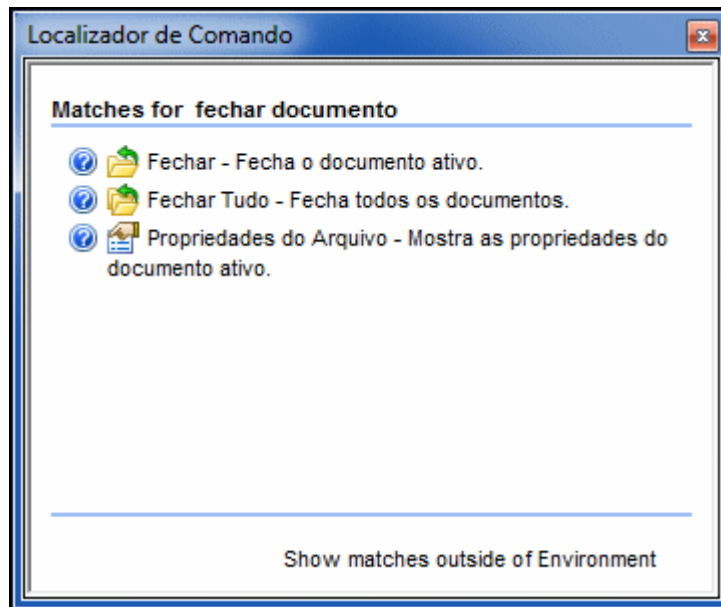 Localizador de Comando
Matches for fechar documento
Fechar - Fecha o documento ativo.
Fechar Tudo - Fecha todos os documentos.
Propriedades do Arquivo - Mostra as propriedades do
documento ativo.
Show matches outside of Environment